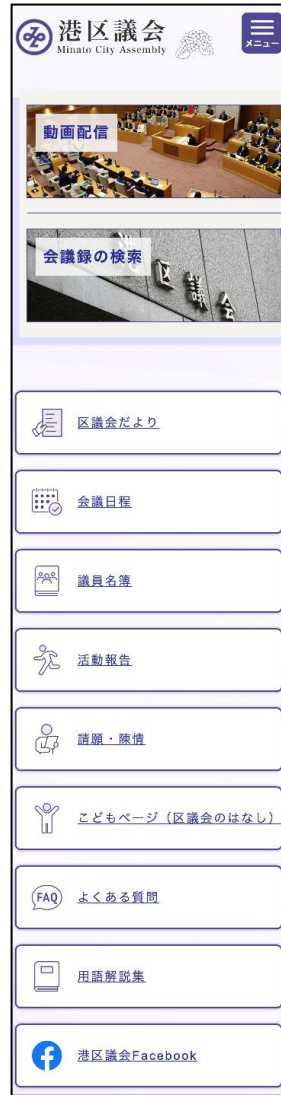 港区議会
Minato City Assembly
メニュー
動画配信
会議録の検索
港区議会
区議会だより
会議日程
議員名簿
活動報告
請願・陳情
こどもページ（区議会のはなし）
FAQ
よくある質問
用語解説集
港区議会Facebook